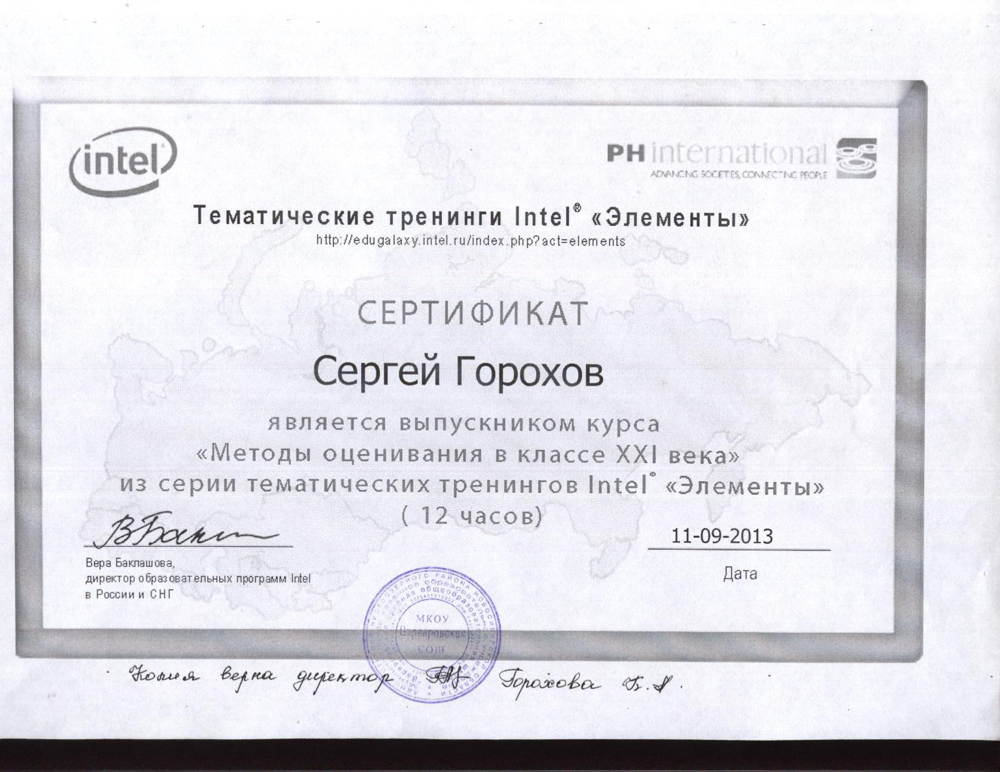 intel
PH international
ADVANCING SOCIETIES, CONNECTING PEOPLE
Тематические тренинги Intel® «Элементы»
http://edugalaxy.intel.ru/index.php?act=elements
СЕРТИФИКАТ
Сергей Горохов
является выпускником курса
«Методы оценивания в классе XXI века»
из серии тематических тренингов Intel® «Элементы»
( 12 часов)
11-09-2013
Дата
Вера Баклашова,
директор образовательных программ Intel
в России и СНГ
МКОУ
Варваровская
СОШ
Копия верна директор Горохова Б.А.